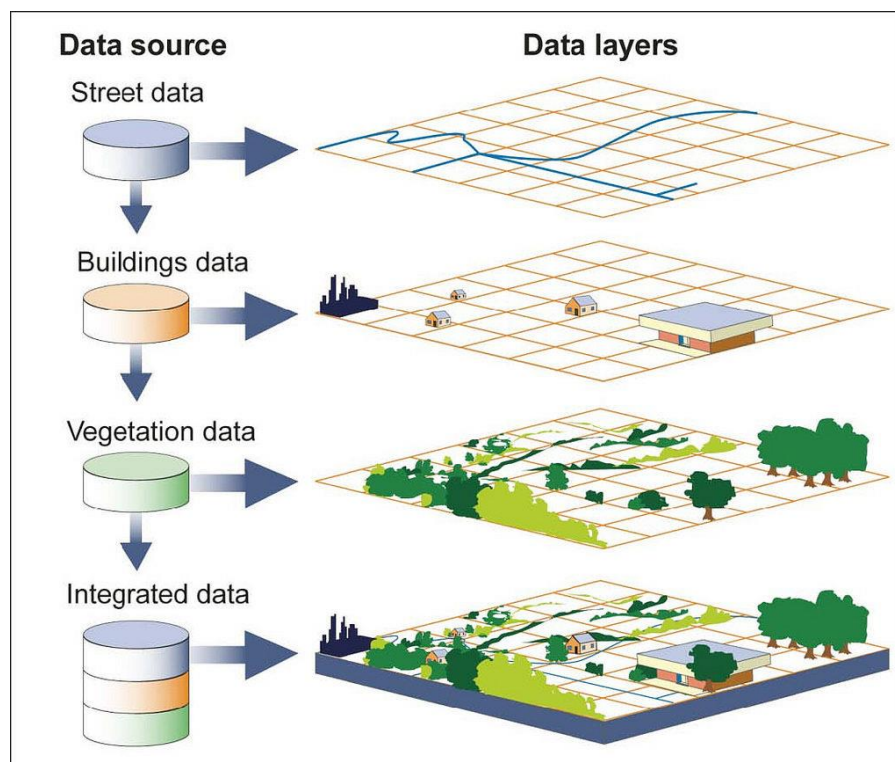 Data source
Data layers
Street data
Buildings data
Vegetation data
Integrated data